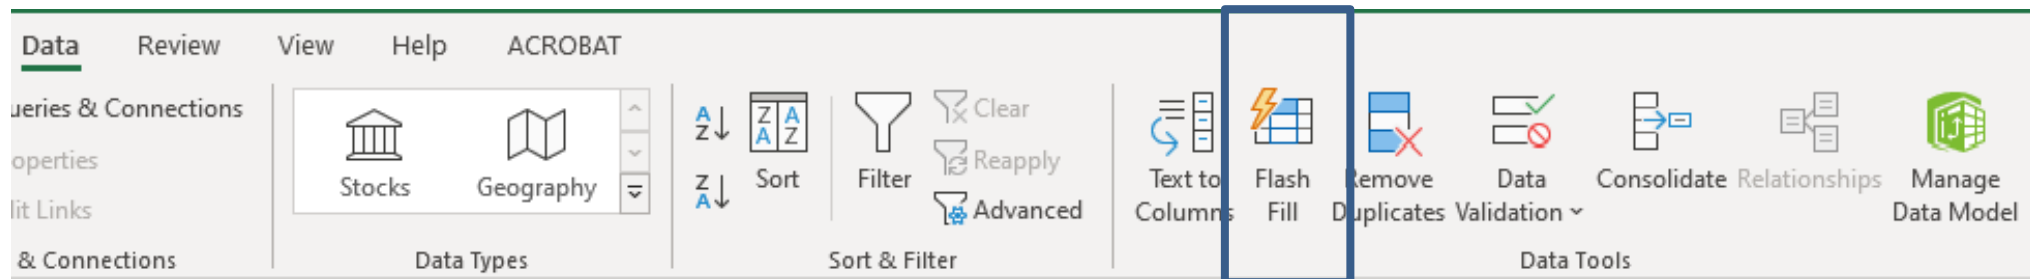 Data Review View Help ACROBAT
ueries & Connections
operties
lit Links
& Connections
Stocks
Geography
Data Types
Sort
Filter
Clear
Reapply
Advanced
Sort & Filter
Text to
Columns
Flash
Fill
Remove
Duplicates
Data
Validation
Consolidate
Relationships
Manage
Data Model
Data Tools